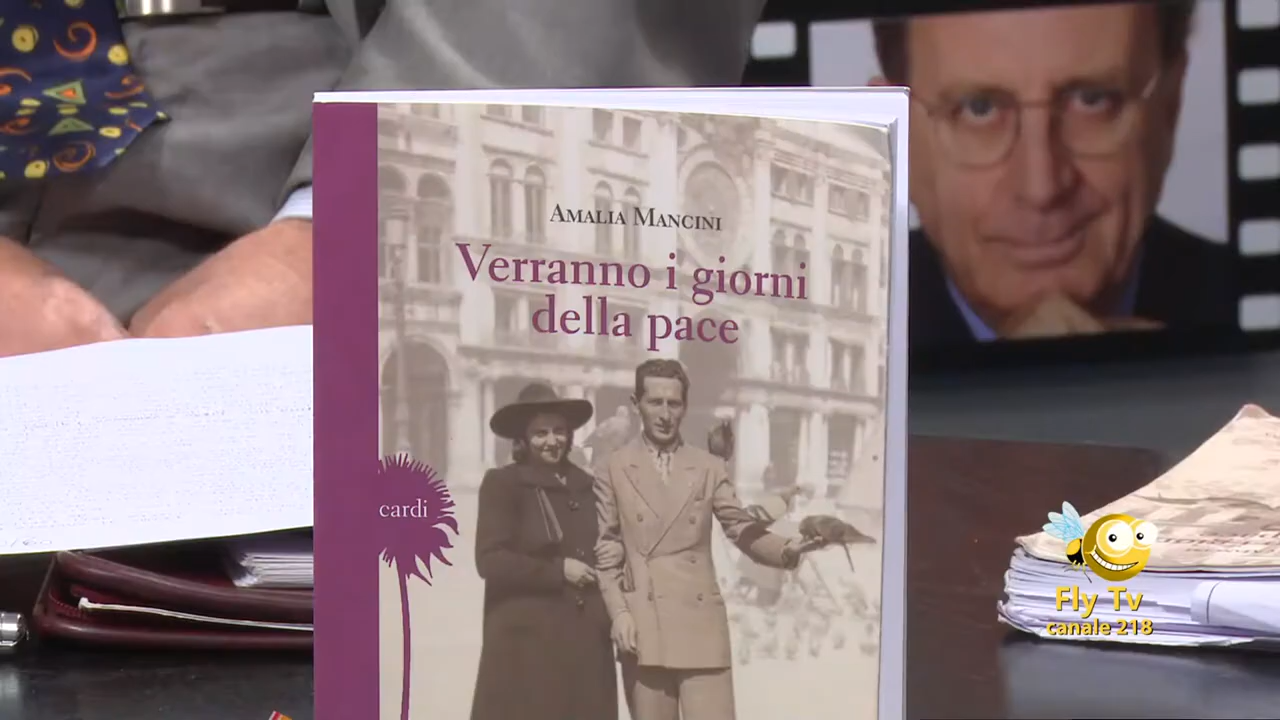 AMALIA MANCINI
Verranno i giorni
della pace
cardi
Fly Tv
canale 218